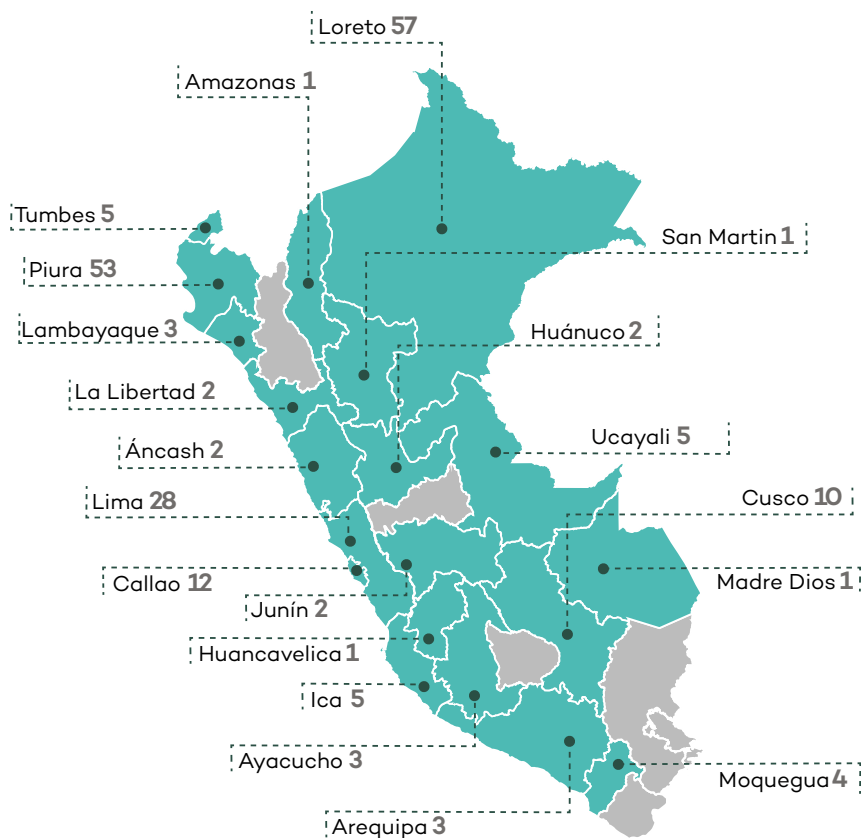 Loreto 57
Amazonas 1
Tumbes 5
San Martin 1
Piura 53
Lambayaque 3
Huánuco 2
La Libertad 2
Ucayali 5
Áncash 2
Cusco 10
Lima 28
Callao 12
Madre Dios 1
Junín 2
Huancavelica 1
Ica 5
Ayacucho 3
Moquegua 4
Arequipa 3